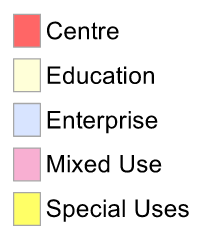 Centre
Education
Enterprise
Mixed Use
Special Uses